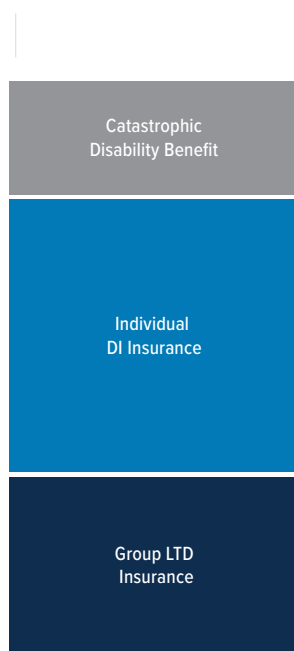 Catastrophic
Disability Benefit
Individual
DI Insurance
Group LTD
Insurance